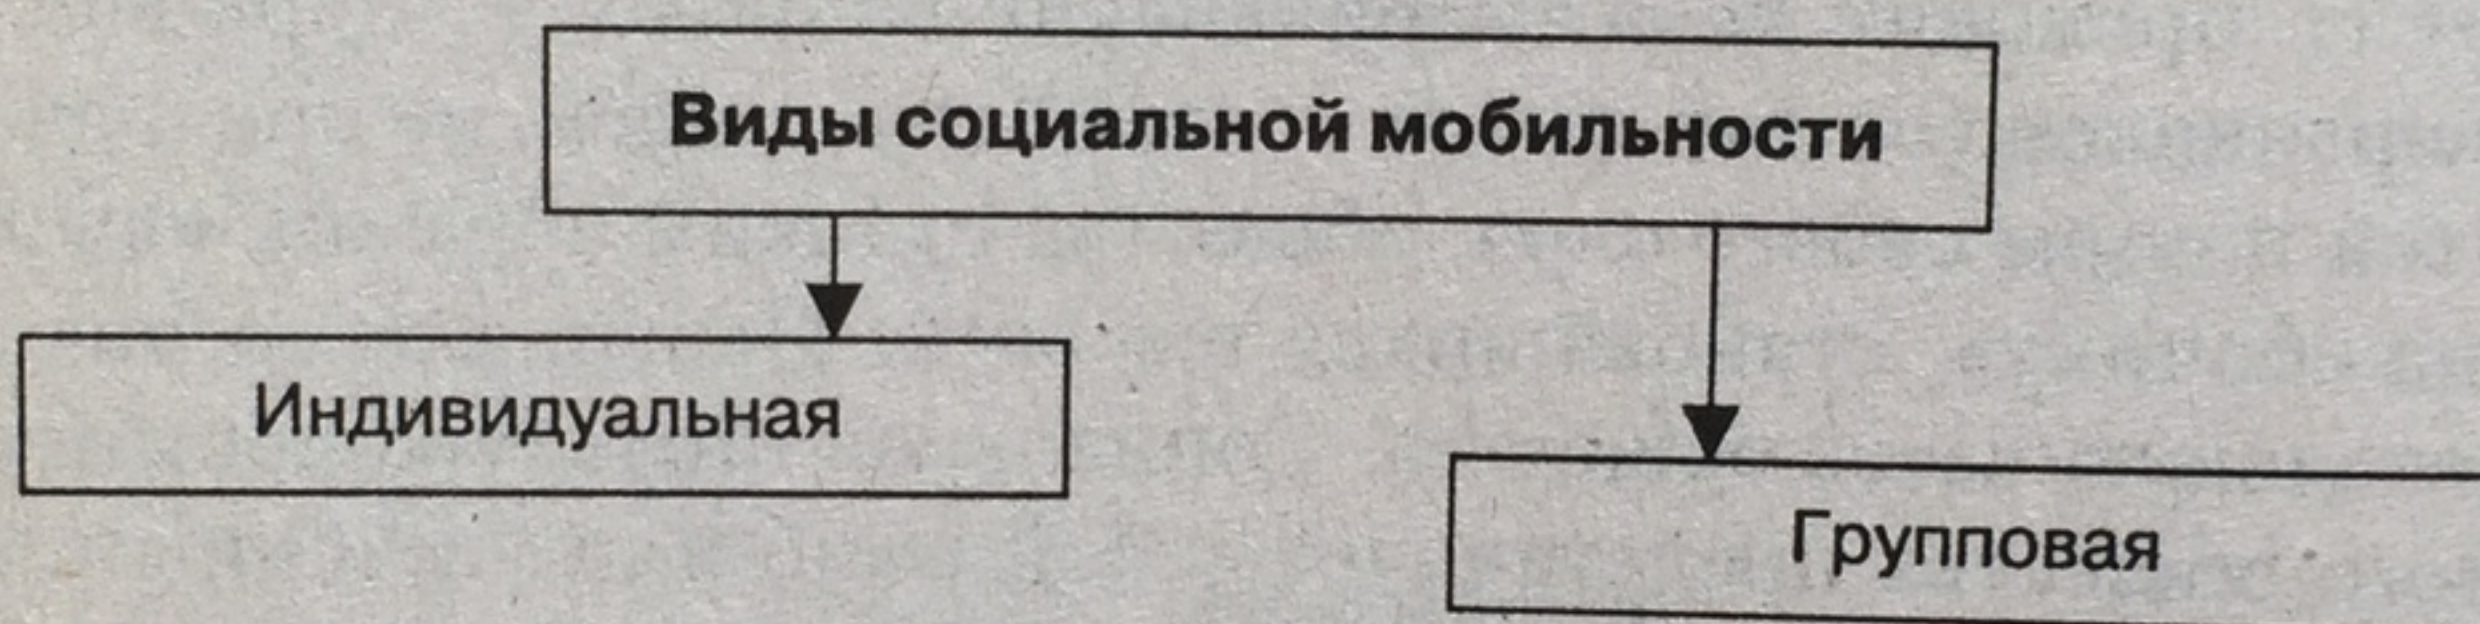 Виды социальной мобильности
Индивидуальная
Групповая